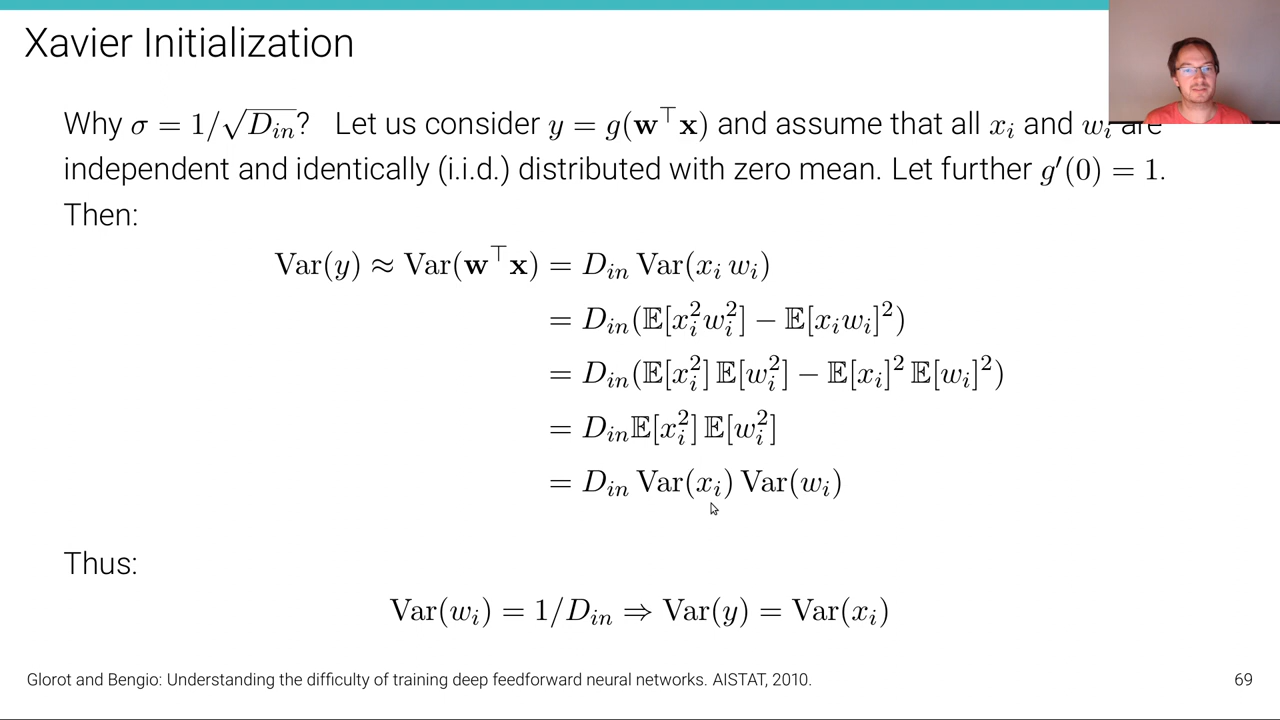 Xavier Initialization
Why σ = 1/√D_in? Let us consider y = g(w⊤x) and assume that all x_i and w_i are
independent and identically (i.i.d.) distributed with zero mean. Let further g′(0) = 1.
Then:
Var(y) ≈ Var(w⊤x) = D_in Var(x_i w_i)
= D_in(𝔼[x_i²w_i²] − 𝔼[x_iw_i]²)
= D_in(𝔼[x_i²] 𝔼[w_i²] − 𝔼[x_i]² 𝔼[w_i]²)
= D_in𝔼[x_i²] 𝔼[w_i²]
= D_in Var(x_i) Var(w_i)
Thus:
Var(w_i) = 1/D_in ⇒ Var(y) = Var(x_i)
Glorot and Bengio: Understanding the difficulty of training deep feedforward neural networks. AISTAT, 2010.
69